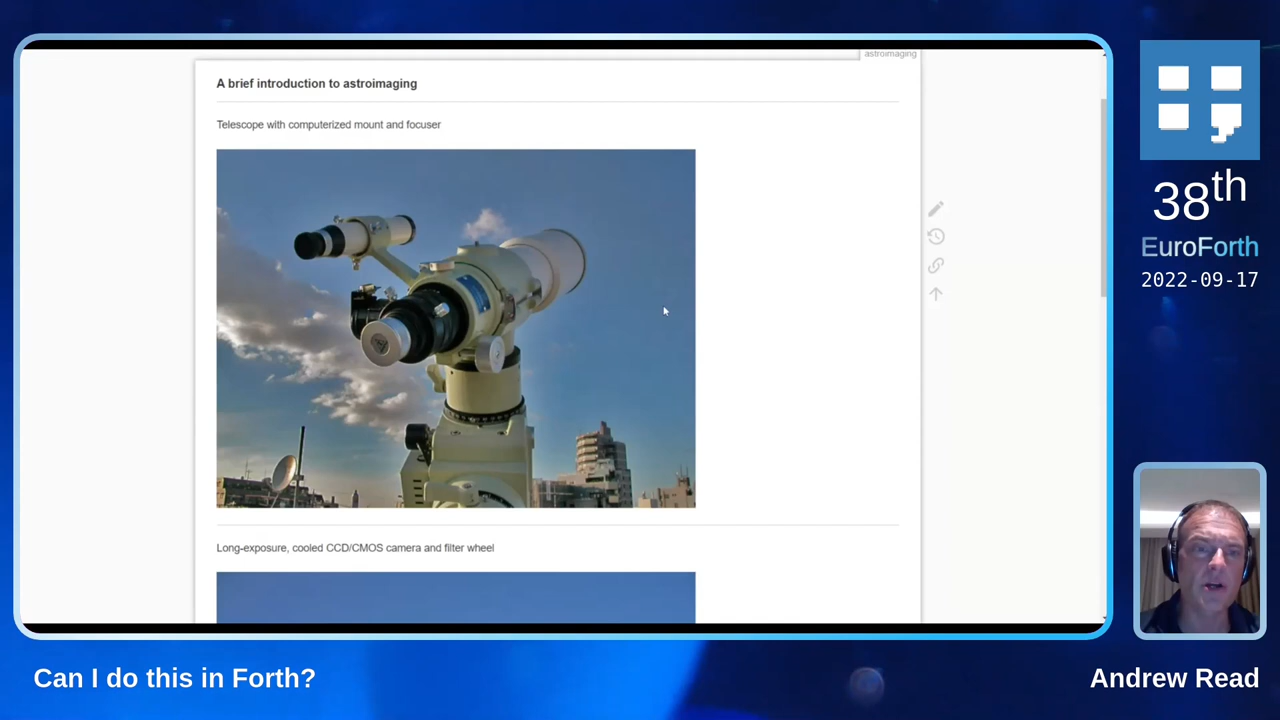 astroimaging
A brief introduction to astroimaging
Telescope with computerized mount and focuser
Long-exposure, cooled CCD/CMOS camera and filter wheel
38th
EuroForth
2022-09-17
Can I do this in Forth?
Andrew Read